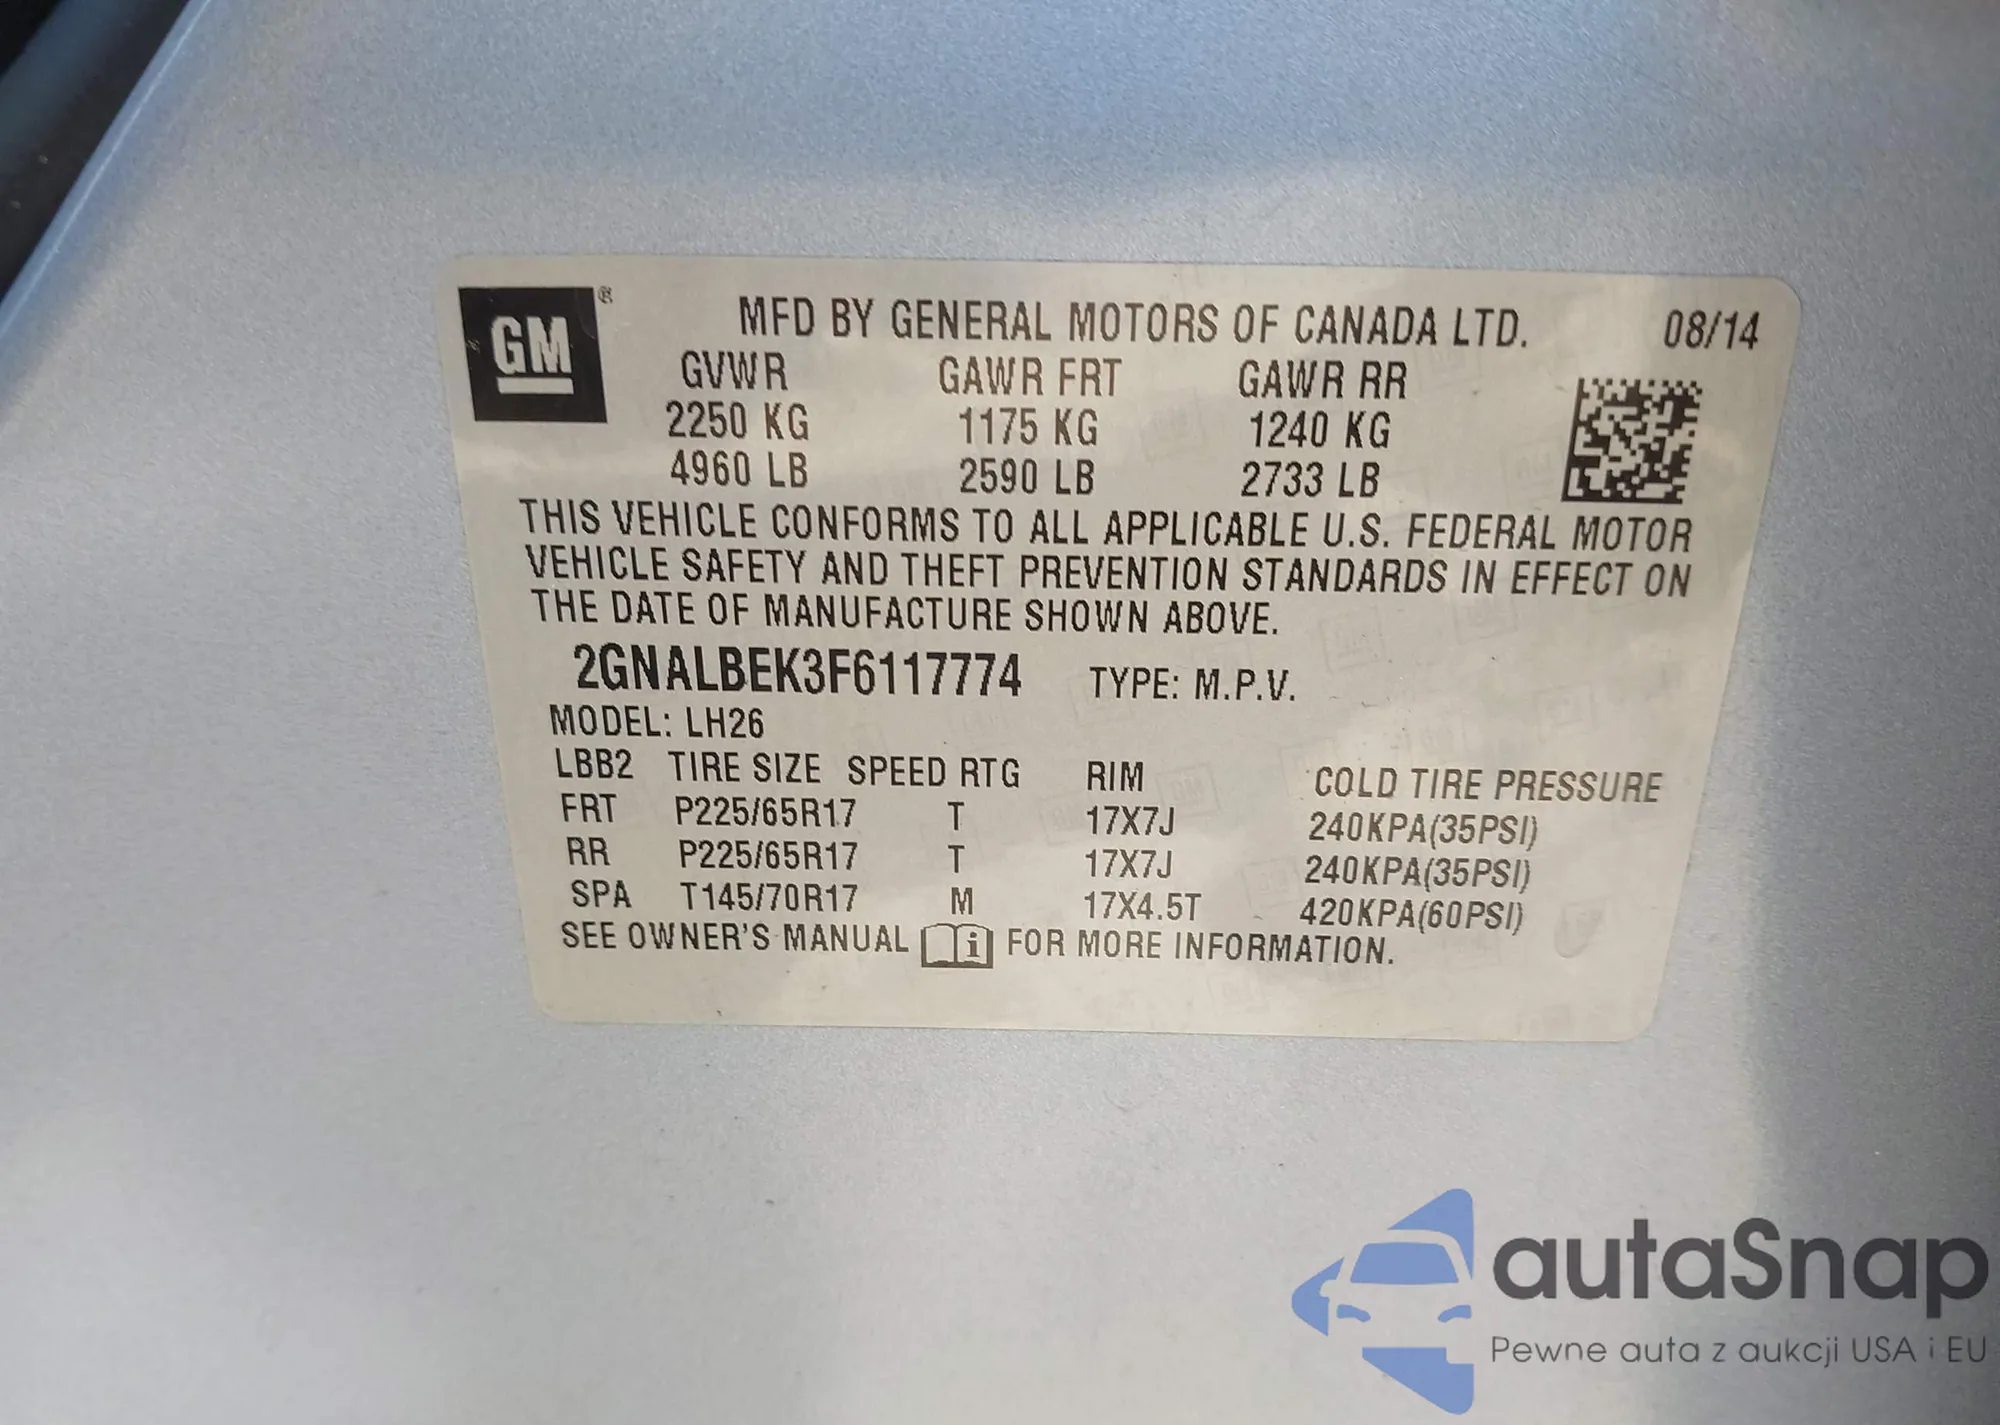 GM ®
MFD BY GENERAL MOTORS OF CANADA LTD. 08/14
GVWR GAWR FRT GAWR RR
2250 KG 1175 KG 1240 KG
4960 LB 2590 LB 2733 LB
THIS VEHICLE CONFORMS TO ALL APPLICABLE U.S. FEDERAL MOTOR
VEHICLE SAFETY AND THEFT PREVENTION STANDARDS IN EFFECT ON
THE DATE OF MANUFACTURE SHOWN ABOVE.
2GNALBEK3F6117774 TYPE: M.P.V.
MODEL: LH26
LBB2 TIRE SIZE SPEED RTG RIM COLD TIRE PRESSURE
FRT P225/65R17 T 17X7J 240KPA(35PSI)
RR P225/65R17 T 17X7J 240KPA(35PSI)
SPA T145/70R17 M 17X4.5T 420KPA(60PSI)
SEE OWNER'S MANUAL i FOR MORE INFORMATION.
autaSnap
Pewne auta z aukcji USA i EU